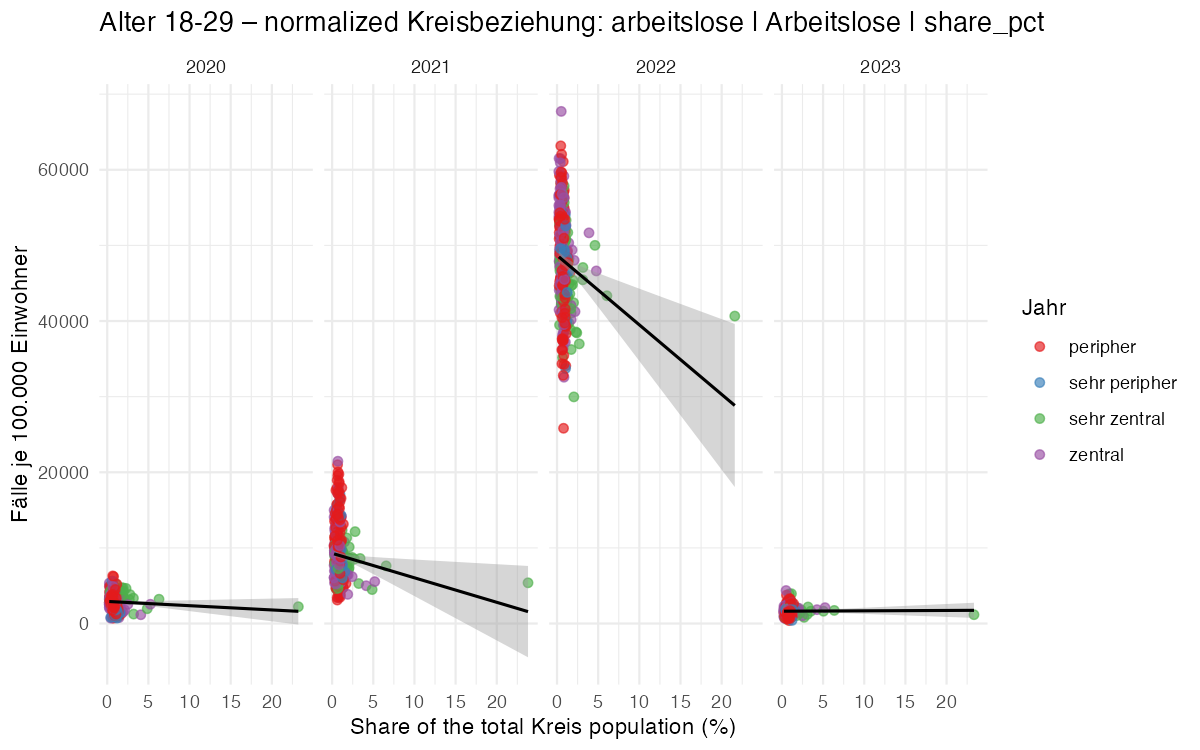 Alter 18-29 – normalized Kreisbeziehung: arbeitslose | Arbeitslose | share_pct
2020 2021 2022 2023
60000
40000
20000
0
Fälle je 100.000 Einwohner
0 5 10 15 20 0 5 10 15 20 0 5 10 15 20 0 5 10 15 20
Share of the total Kreis population (%)
Jahr
peripher
sehr peripher
sehr zentral
zentral